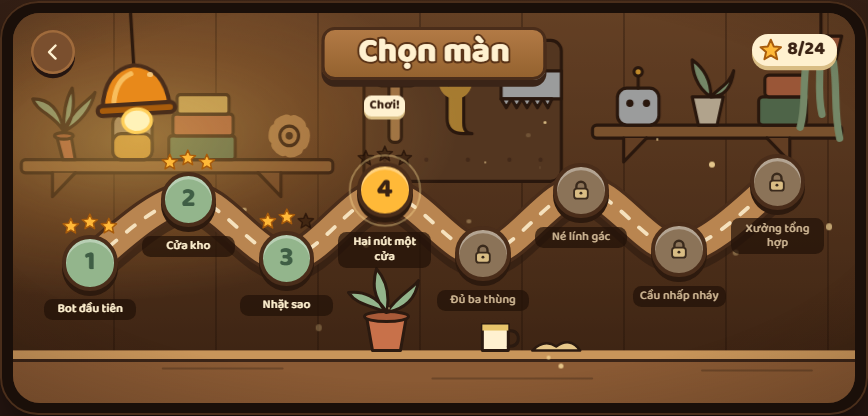 Chọn màn
8/24
Chơi!
1
Bot đầu tiên
2
Cửa kho
3
Nhặt sao
4
Hai nút một
cửa
Đủ ba thùng
Né lính gác
Cầu nhấp nháy
Xưởng tổng
hợp